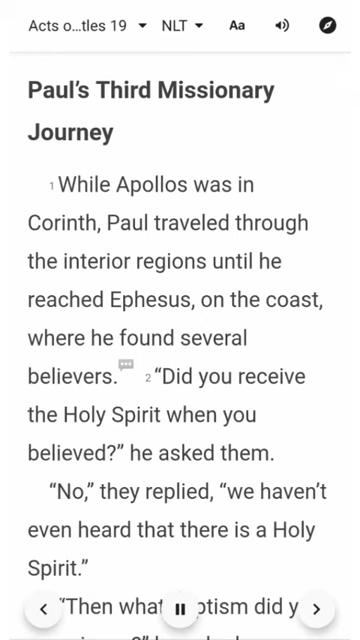 Acts o…tles 19 NLT Aa
Paul’s Third Missionary
Journey
1 While Apollos was in
Corinth, Paul traveled through
the interior regions until he
reached Ephesus, on the coast,
where he found several
believers. 2 “Did you receive
the Holy Spirit when you
believed?” he asked them.
“No,” they replied, “we haven’t
even heard that there is a Holy
Spirit.”
“Then what did